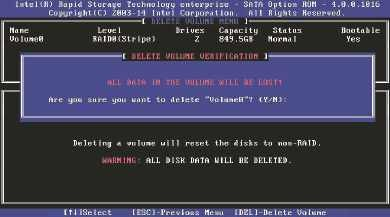 Intel(R) Rapid Storage Technology enterprise - SATA Option ROM - 4.0.0.1016
Copyright(C) 2003-14 Intel Corporation. All Rights Reserved.
[ DELETE VOLUME MENU ]
Name Level Drives Capacity Status Bootable
Volume0 RAID0(Stripe) 2 849.5GB Normal Yes
[ DELETE VOLUME VERIFICATION ]
ALL DATA IN THE VOLUME WILL BE LOST!
Are you sure you want to delete "Volume0"? (Y/N):
Deleting a volume will reset the disks to non-RAID.
WARNING: ALL DISK DATA WILL BE DELETED.
[↑↓]Select [ESC]-Previous Menu [DEL]-Delete Volume